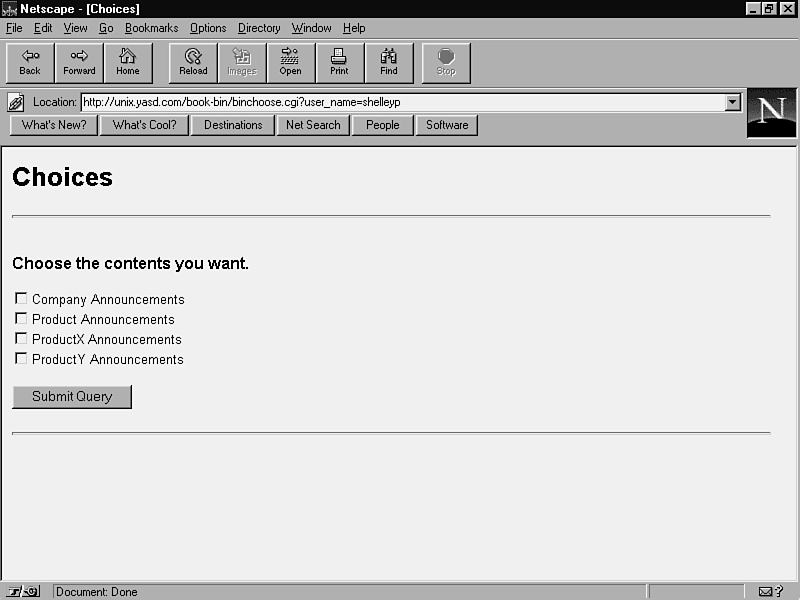 Netscape - [Choices]
File Edit View Go Bookmarks Options Directory Window Help
Back Forward Home Reload Images Open Print Find Stop
Location: http://unix.yasd.com/book-bin/binchoose.cgi?user_name=shelleyp
N
What's New? What's Cool? Destinations Net Search People Software
Choices
Choose the contents you want.
Company Announcements
Product Announcements
ProductX Announcements
ProductY Announcements
Submit Query
Document: Done ?